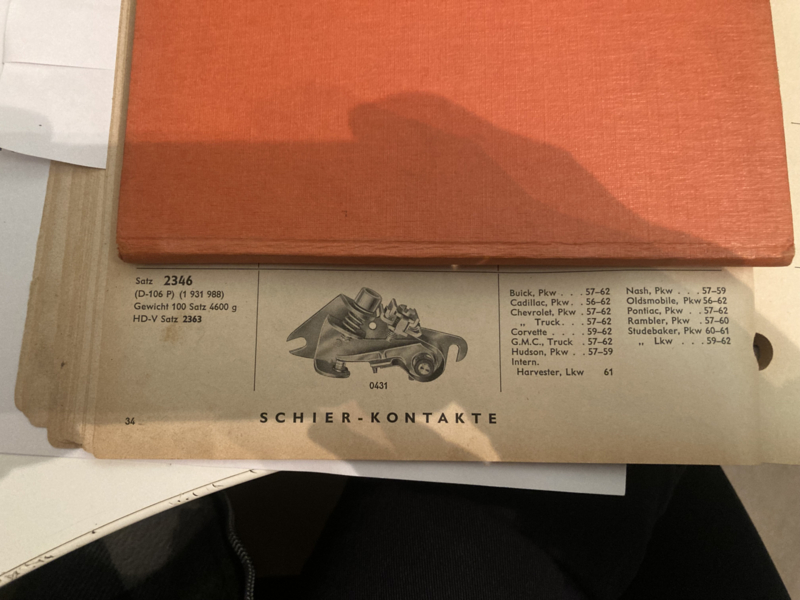 Satz 2346
(D-106 P) (1 931 988)
Gewicht 100 Satz 4600 g
HD-V Satz 2363
0431
Buick, Pkw . . . 57–62
Cadillac, Pkw . 56–62
Chevrolet, Pkw . 57–62
„ Truck . . 57–62
Corvette . . . . 59–62
G.M.C., Truck . 57–62
Hudson, Pkw . . 57–59
Intern.
Harvester, Lkw 61
Nash, Pkw . . . 57–59
Oldsmobile, Pkw 56–62
Pontiac, Pkw . . 57–62
Rambler, Pkw . 57–60
Studebaker, Pkw 60–61
„ Lkw . . . 59–62
34
SCHIER-KONTAKTE